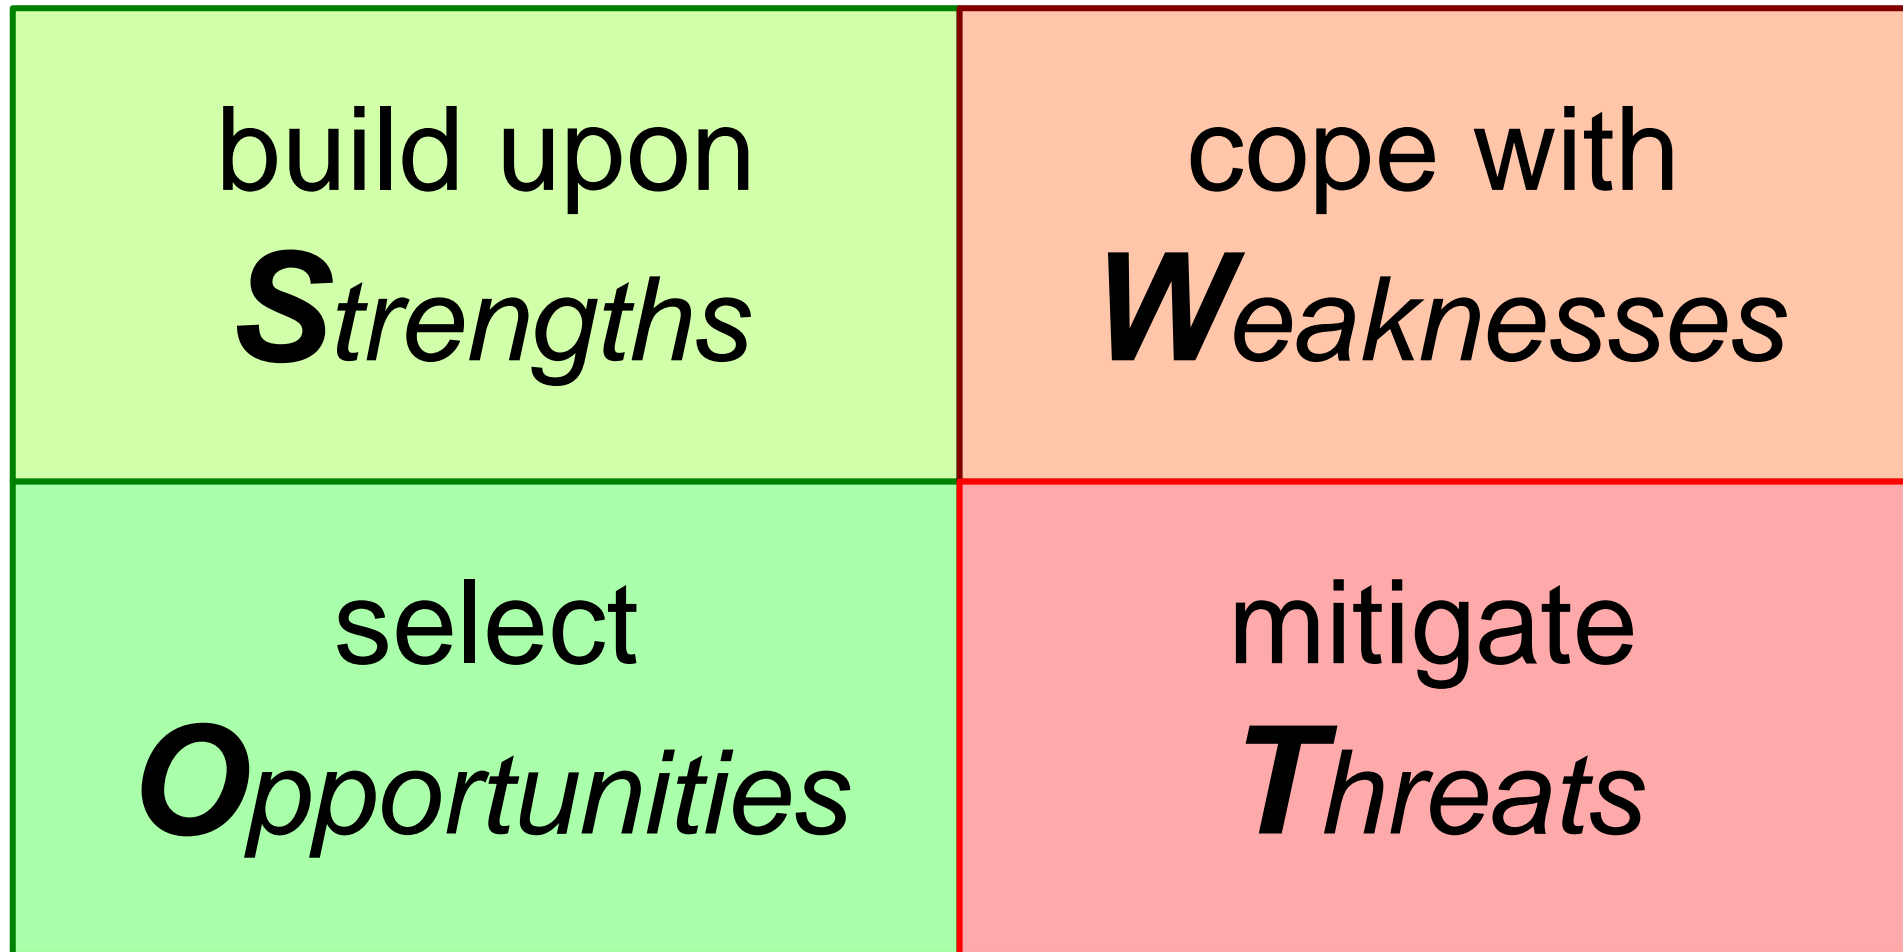 build upon
Strengths
cope with
Weaknesses
select
Opportunities
mitigate
Threats